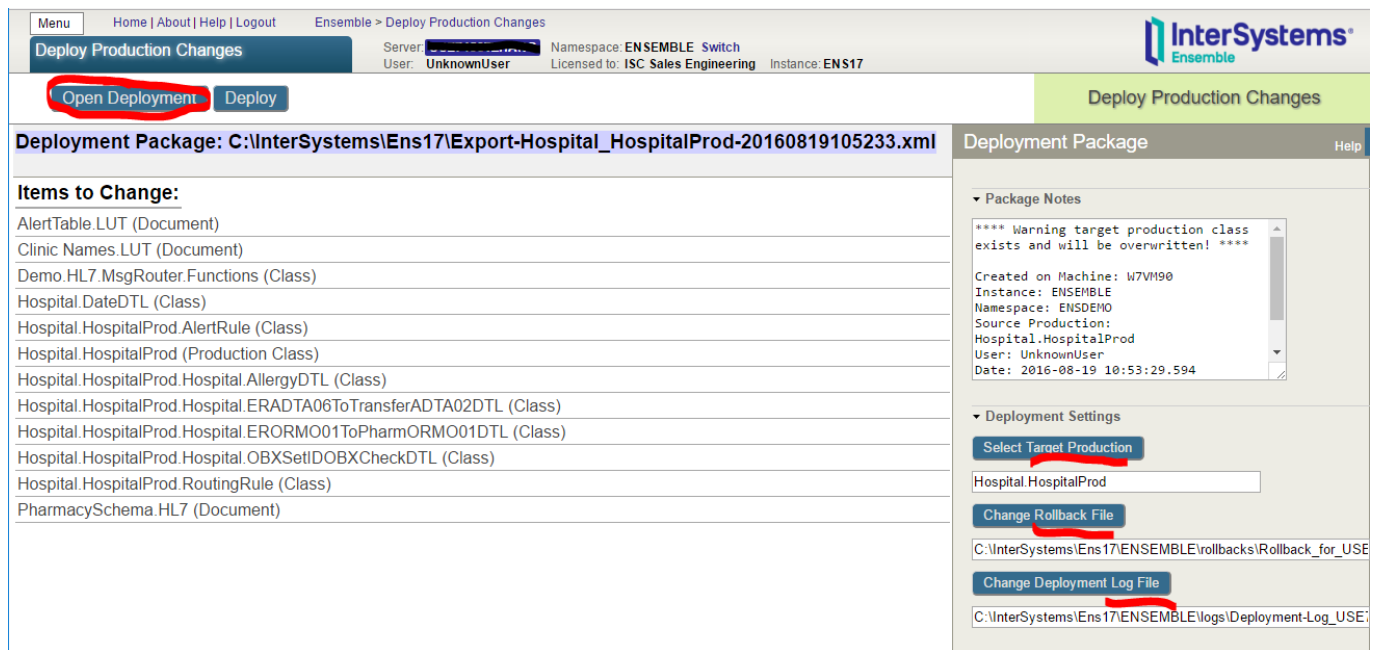 Menu Home | About | Help | Logout Ensemble > Deploy Production Changes
Deploy Production Changes
Server: Namespace: ENSEMBLE Switch
User: UnknownUser Licensed to: ISC Sales Engineering Instance: ENS17
InterSystems
Ensemble
Open Deployment Deploy
Deploy Production Changes
Deployment Package: C:\InterSystems\Ens17\Export-Hospital_HospitalProd-20160819105233.xml
Items to Change:
AlertTable.LUT (Document)
Clinic Names.LUT (Document)
Demo.HL7.MsgRouter.Functions (Class)
Hospital.DateDTL (Class)
Hospital.HospitalProd.AlertRule (Class)
Hospital.HospitalProd (Production Class)
Hospital.HospitalProd.Hospital.AllergyDTL (Class)
Hospital.HospitalProd.Hospital.ERADTA06ToTransferADTA02DTL (Class)
Hospital.HospitalProd.Hospital.ERORMO01ToPharmORMO01DTL (Class)
Hospital.HospitalProd.Hospital.OBXSetIDOBXCheckDTL (Class)
Hospital.HospitalProd.RoutingRule (Class)
PharmacySchema.HL7 (Document)
Deployment Package Help
Package Notes
**** Warning target production class
exists and will be overwritten! ****
Created on Machine: W7VM90
Instance: ENSEMBLE
Namespace: ENSDEMO
Source Production:
Hospital.HospitalProd
User: UnknownUser
Date: 2016-08-19 10:53:29.594
Deployment Settings
Select Target Production
Hospital.HospitalProd
Change Rollback File
C:\InterSystems\Ens17\ENSEMBLE\rollbacks\Rollback_for_USE
Change Deployment Log File
C:\InterSystems\Ens17\ENSEMBLE\logs\Deployment-Log_USE